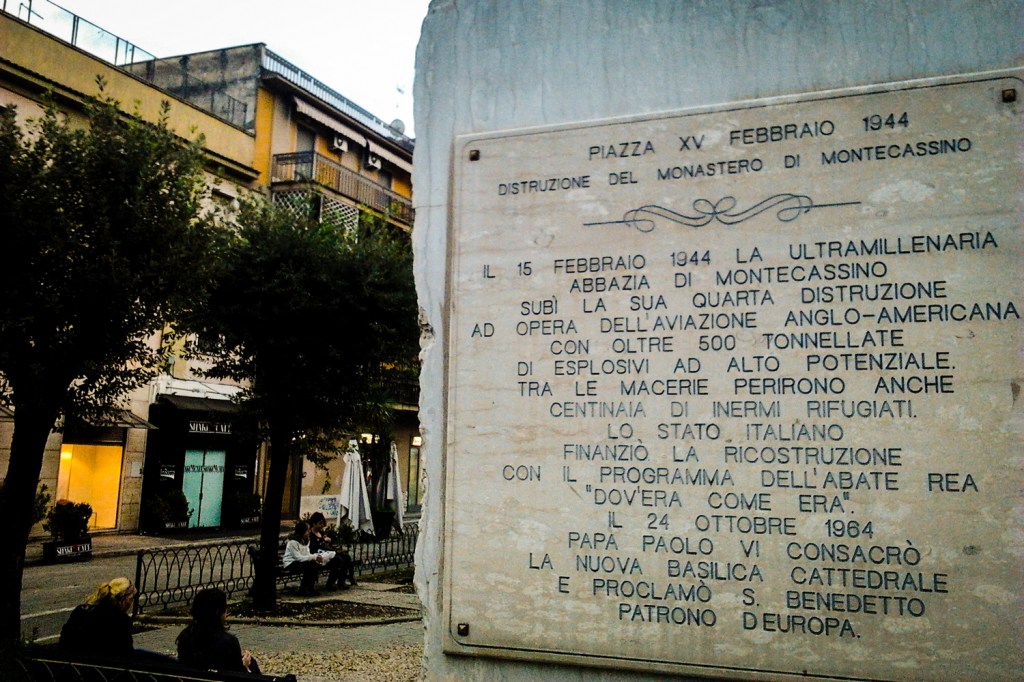 PIAZZA XV FEBBRAIO 1944
DISTRUZIONE DEL MONASTERO DI MONTECASSINO
IL 15 FEBBRAIO 1944 LA ULTRAMILLENARIA
ABBAZIA DI MONTECASSINO
SUBÌ LA SUA QUARTA DISTRUZIONE
AD OPERA DELL'AVIAZIONE ANGLO-AMERICANA
CON OLTRE 500 TONNELLATE
DI ESPLOSIVI AD ALTO POTENZIALE.
TRA LE MACERIE PERIRONO ANCHE
CENTINAIA DI INERMI RIFUGIATI.
LO STATO ITALIANO
FINANZIÒ LA RICOSTRUZIONE
CON IL PROGRAMMA DELL'ABATE REA
"DOV'ERA COME ERA".
IL 24 OTTOBRE 1964
PAPA PAOLO VI CONSACRÒ
LA NUOVA BASILICA CATTEDRALE
E PROCLAMÒ S. BENEDETTO
PATRONO D'EUROPA.